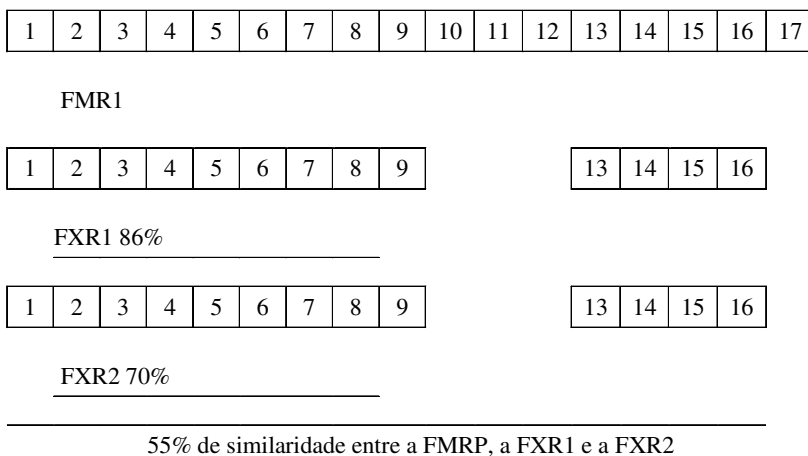 1 2 3 4 5 6 7 8 9 10 11 12 13 14 15 16 17
FMR1
1 2 3 4 5 6 7 8 9 13 14 15 16
FXR1 86%
1 2 3 4 5 6 7 8 9 13 14 15 16
FXR2 70%
55% de similaridade entre a FMRP, a FXR1 e a FXR2